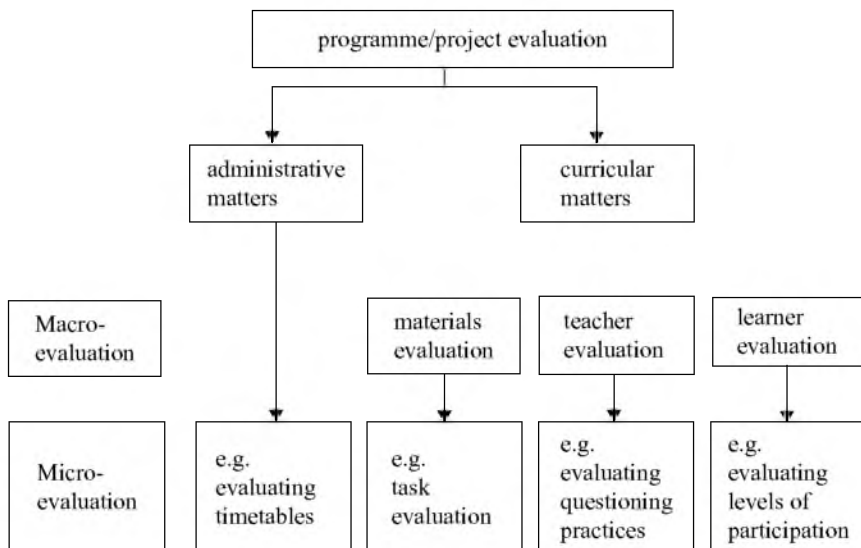 programme/project evaluation
administrative
matters
curricular
matters
Macro-
evaluation
materials
evaluation
teacher
evaluation
learner
evaluation
Micro-
evaluation
e.g.
evaluating
timetables
e.g.
task
evaluation
e.g.
evaluating
questioning
practices
e.g.
evaluating
levels of
participation